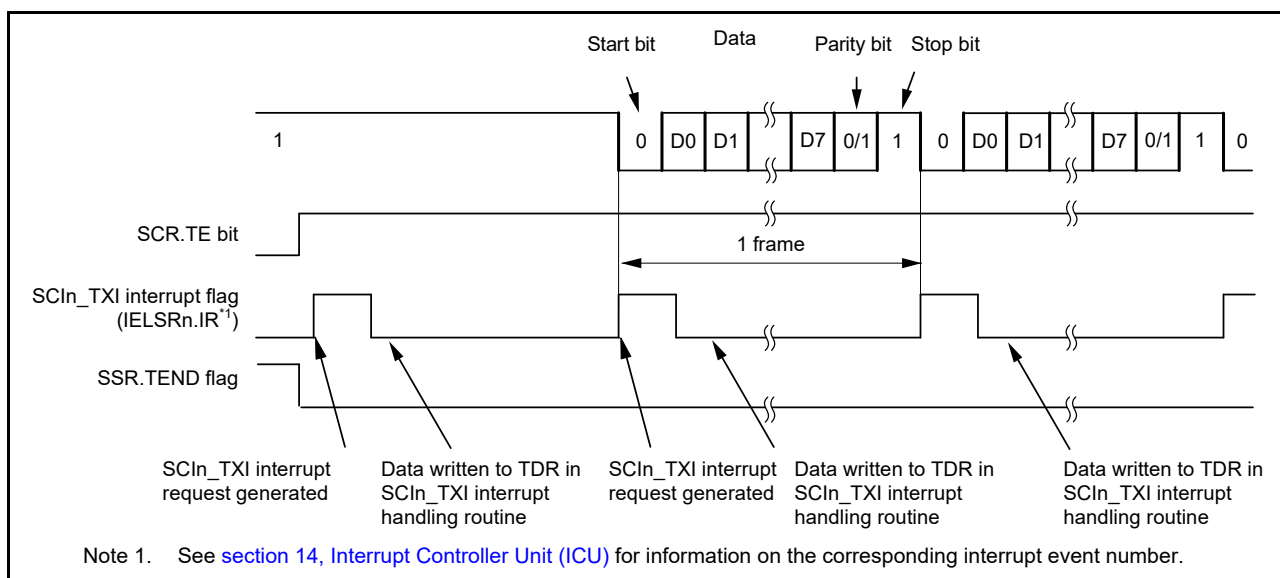 Start bit Data Parity bit Stop bit
1 0 D0 D1 D7 0/1 1 0 D0 D1 D7 0/1 1 0
SCR.TE bit
1 frame
SCIn_TXI interrupt flag
(IELSRn.IR*1)
SSR.TEND flag
SCIn_TXI interrupt
request generated
Data written to TDR in
SCIn_TXI interrupt
handling routine
SCIn_TXI interrupt
request generated
Data written to TDR in
SCIn_TXI interrupt
handling routine
Data written to TDR in
SCIn_TXI interrupt
handling routine
Note 1. See section 14, Interrupt Controller Unit (ICU) for information on the corresponding interrupt event number.